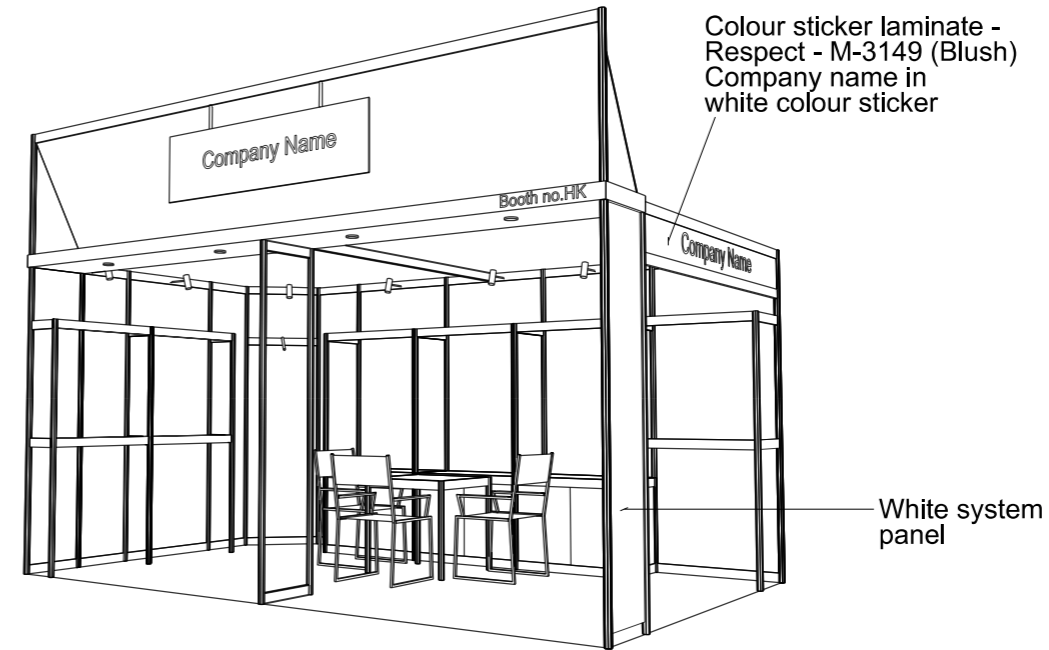 Colour sticker laminate -
Respect - M-3149 (Blush)
Company name in
white colour sticker
Company Name
Booth no.HK
Company Name
White system
panel